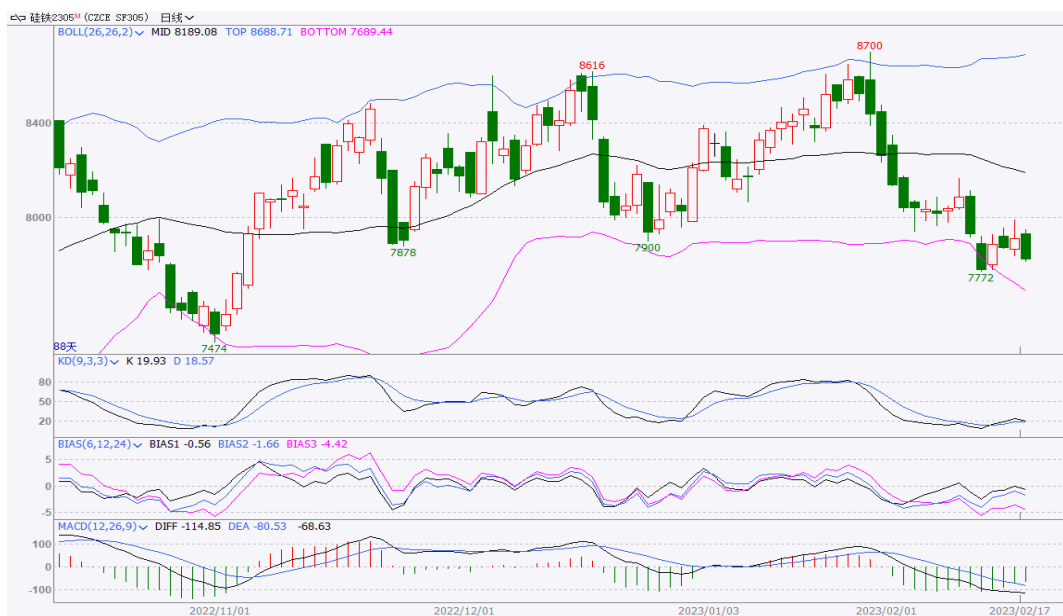 硅铁2305ᴹ (CZCE SF305) 日线
BOLL(26,26,2) MID 8189.08 TOP 8688.71 BOTTOM 7689.44
8700
8616
8400
8000
7878
7900
7772
7474
88天
KD(9,3,3) K 19.93 D 18.57
80
50
20
BIAS(6,12,24) BIAS1 -0.56 BIAS2 -1.66 BIAS3 -4.42
5
0
-5
MACD(12,26,9) DIFF -114.85 DEA -80.53 -68.63
100
0
-100
2022/11/01 2022/12/01 2023/01/03 2023/02/01 2023/02/17